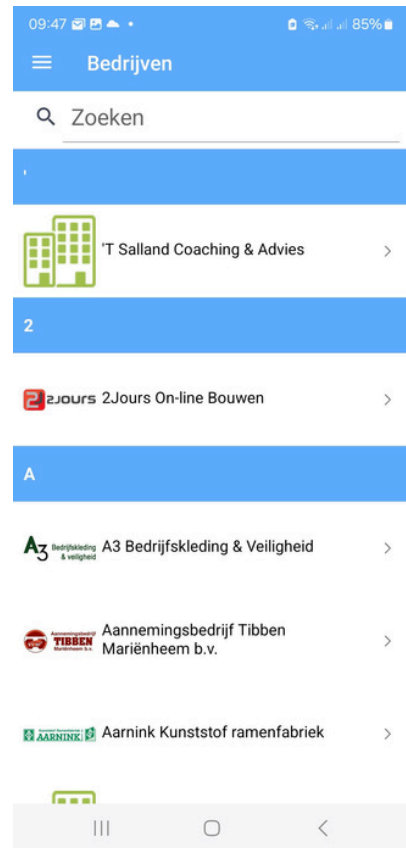 09:47 85%
Bedrijven
Zoeken
'
'T Salland Coaching & Advies
2
2Jours 2Jours On-line Bouwen
A
A3 Bedrijfskleding
& veiligheid
A3 Bedrijfskleding & Veiligheid
Aannemingsbedrijf
TIBBEN
Mariënheem b.v.
Aannemingsbedrijf Tibben
Mariënheem b.v.
AARNINK Aarnink Kunststof ramenfabriek